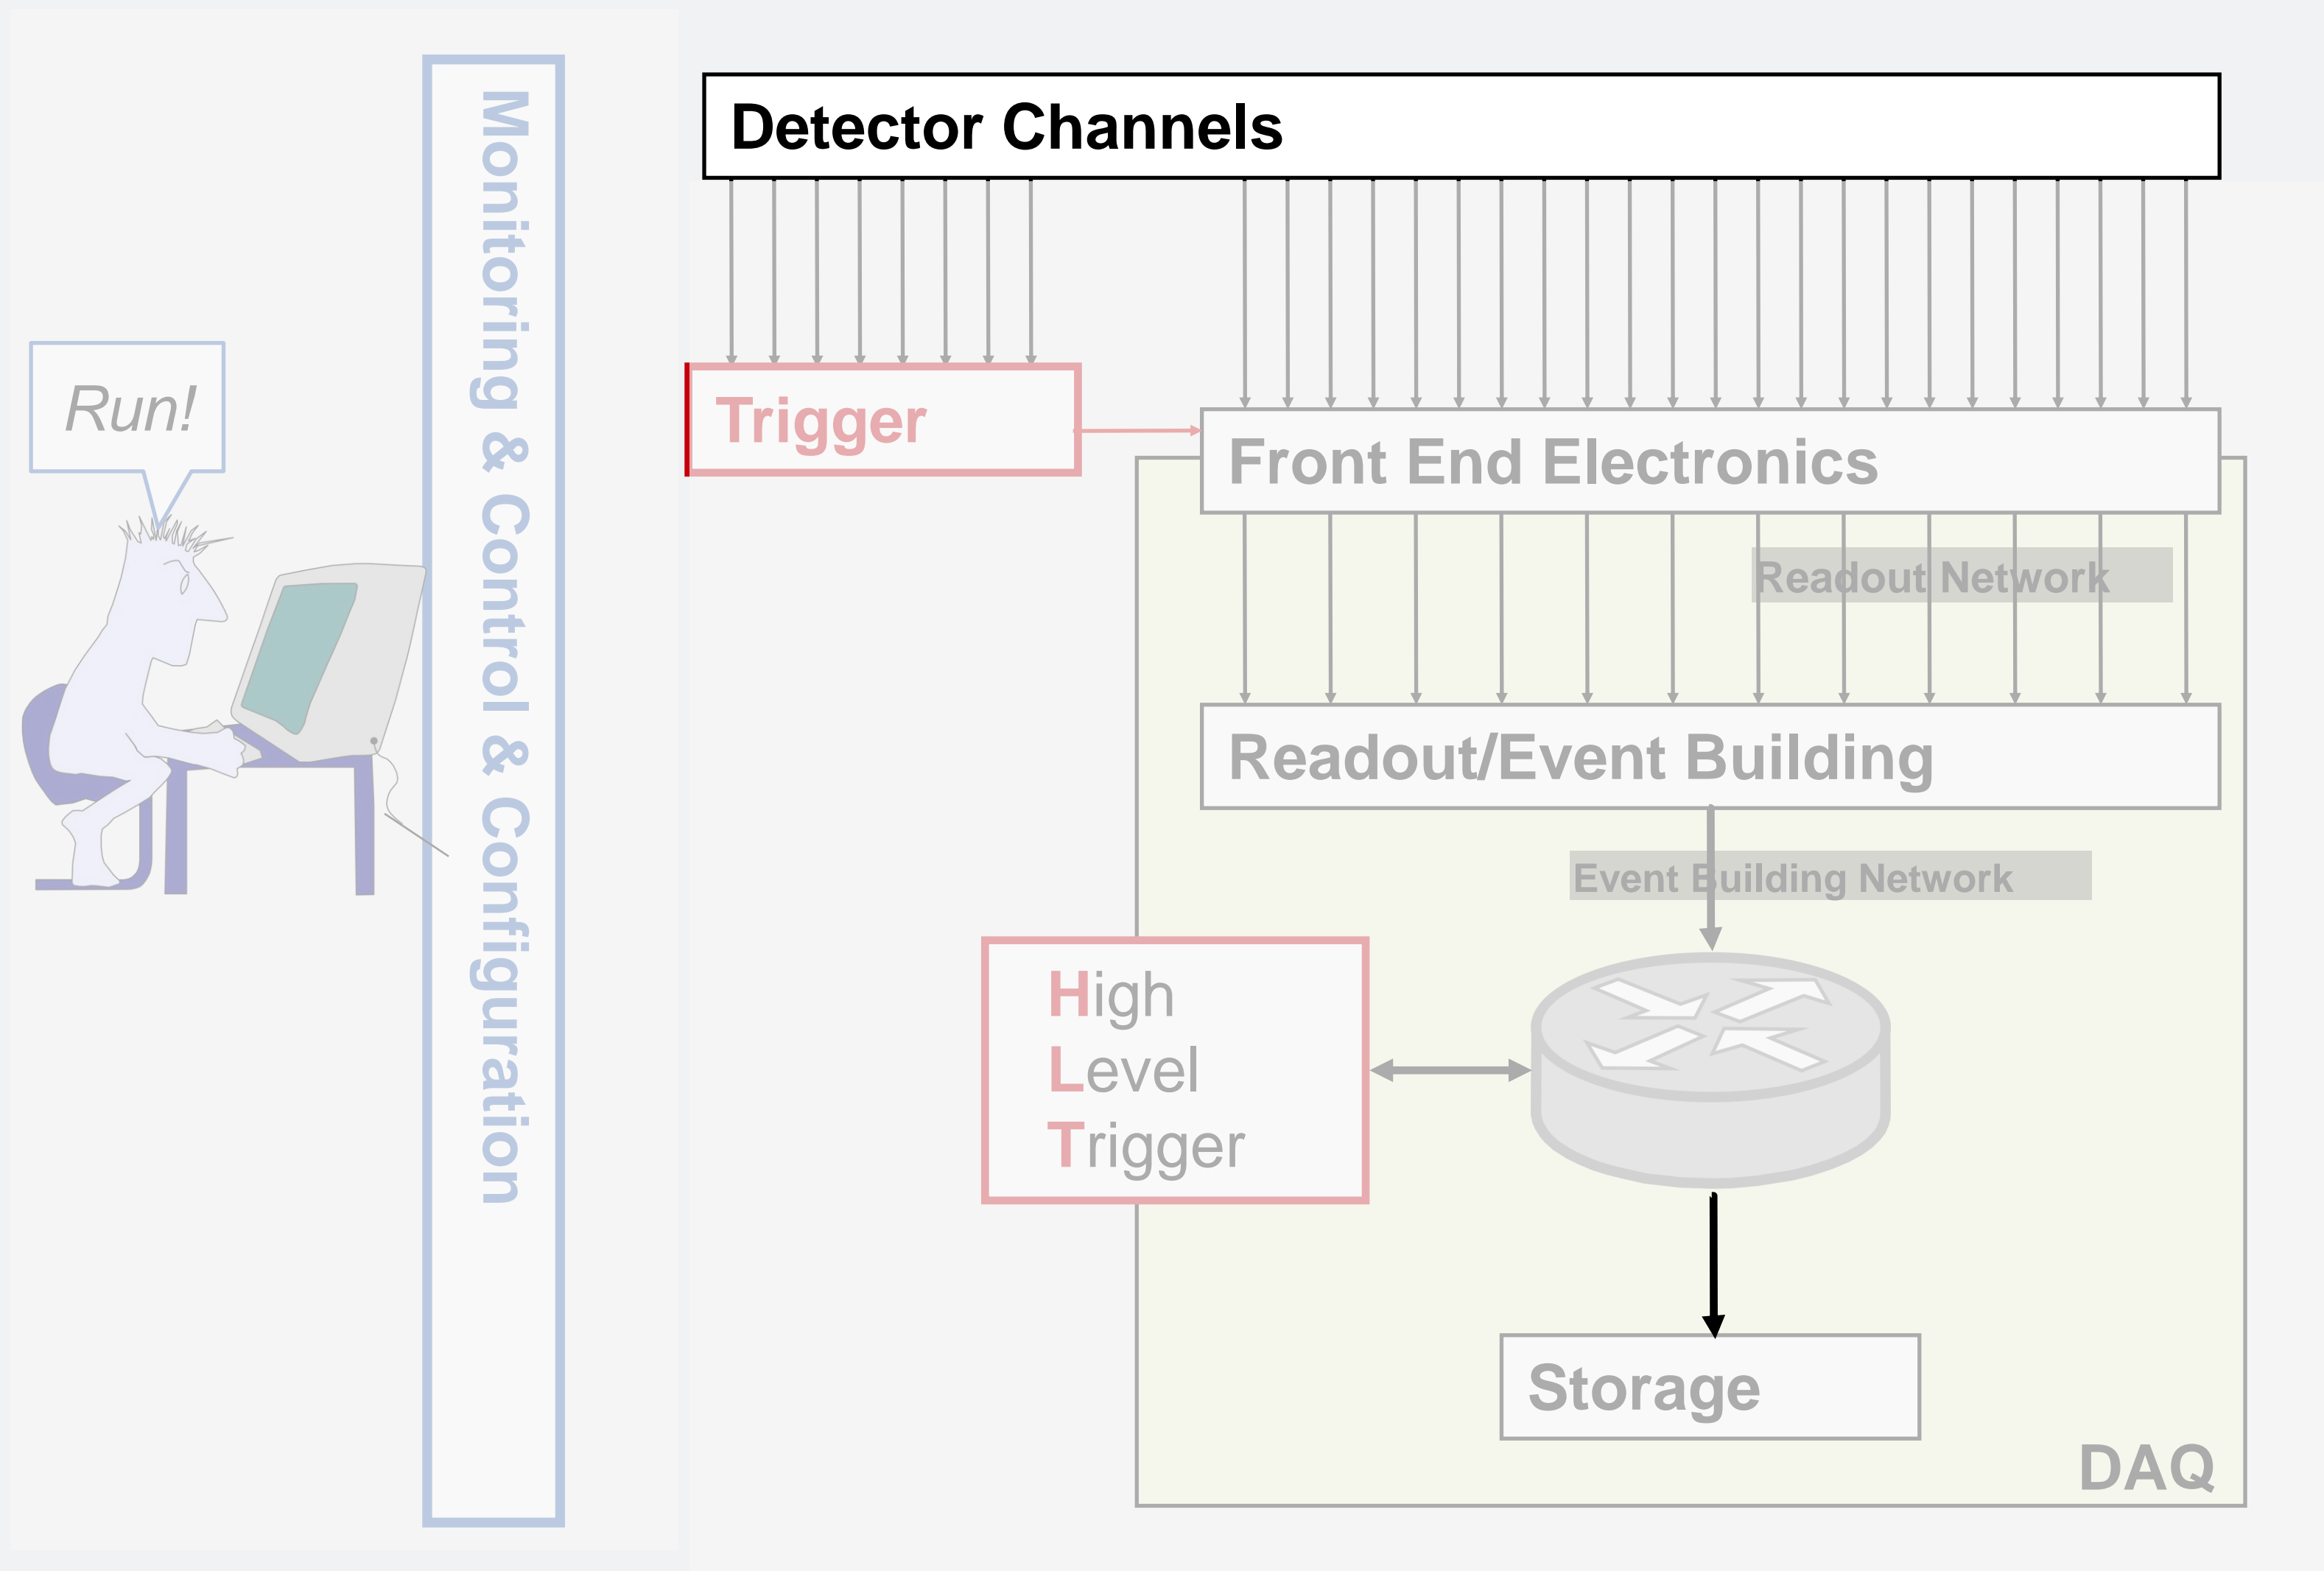 Detector Channels
Monitoring & Control & Configuration
Run!
Trigger
Front End Electronics
Readout Network
Readout/Event Building
Event Building Network
High
Level
Trigger
Storage
DAQ